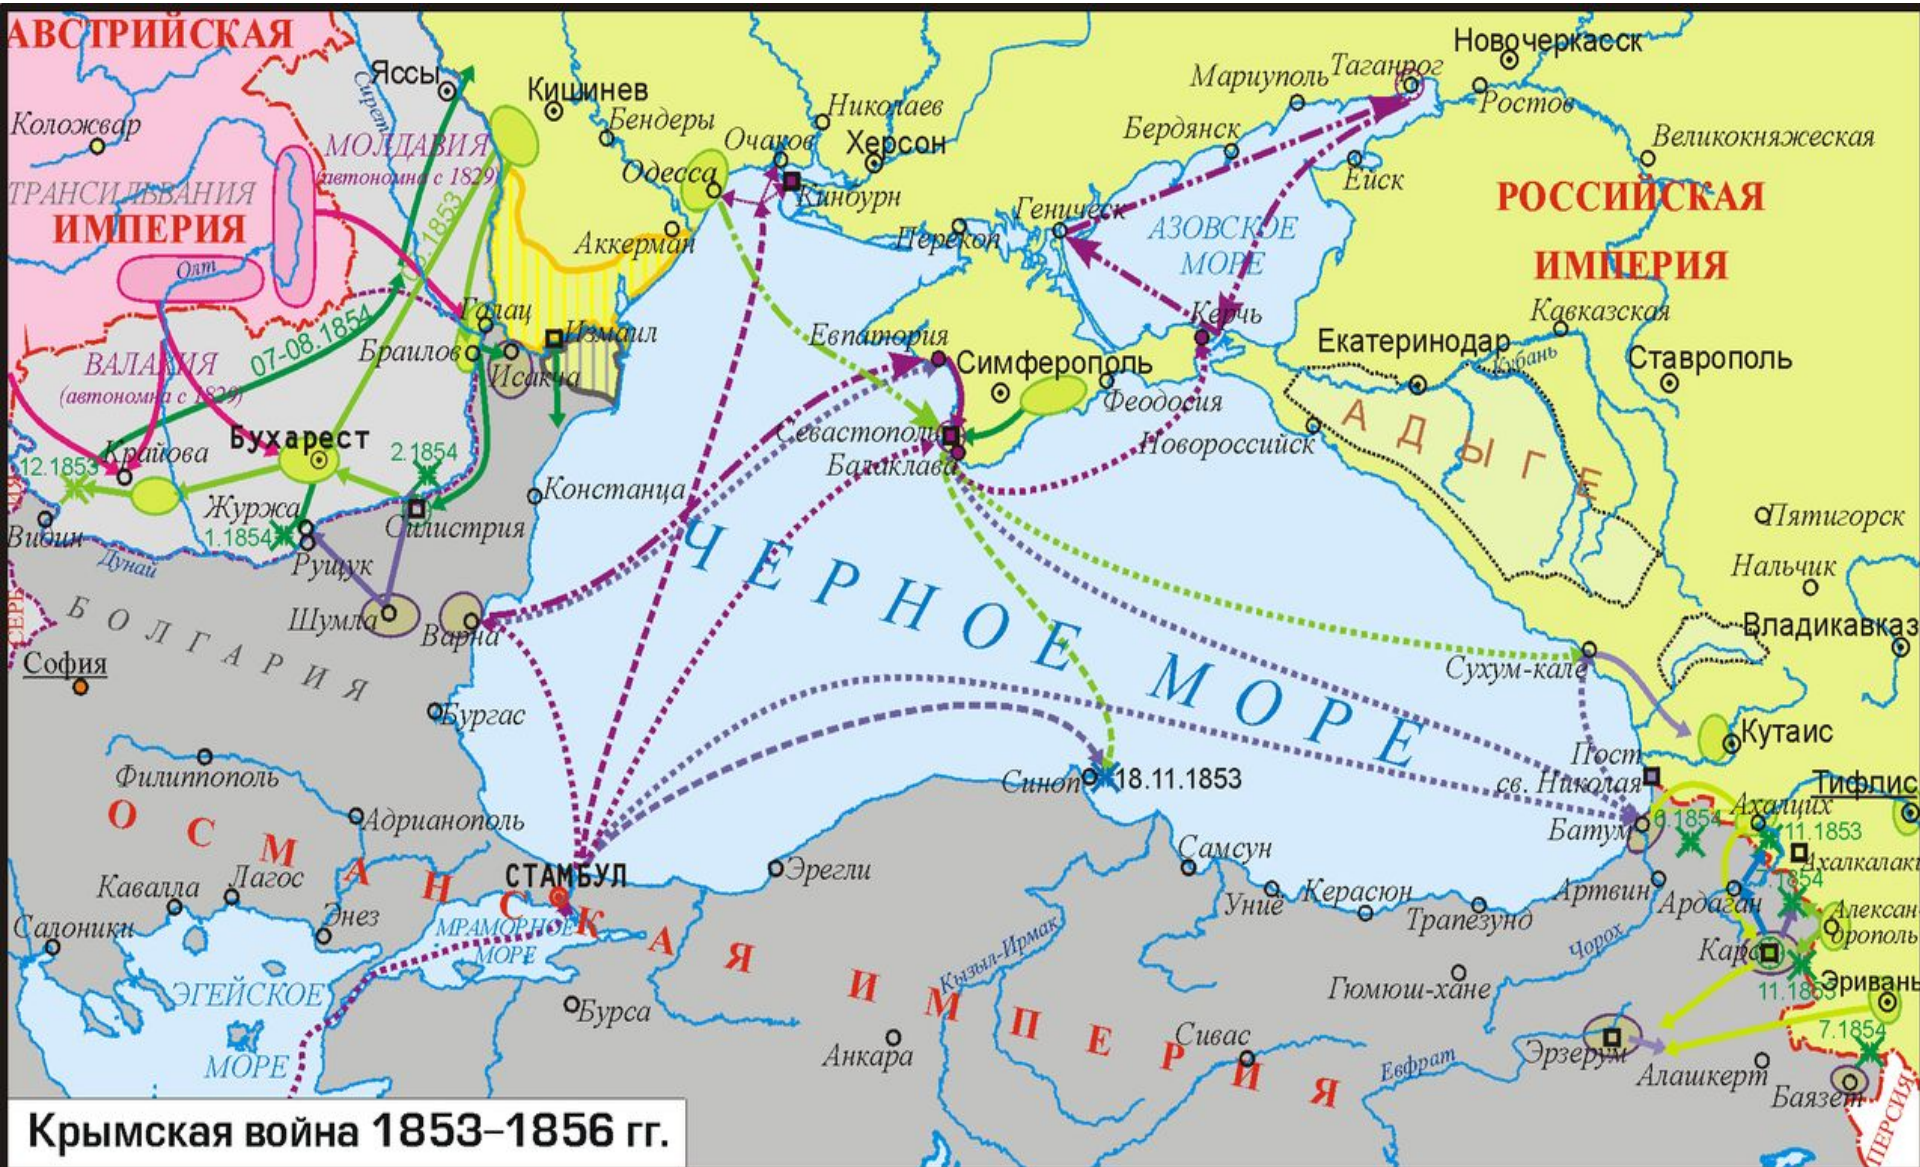 АВСТРИЙСКАЯ
ИМПЕРИЯ
Коложвар
ТРАНСИЛЬВАНИЯ
Олт
Сирет
Яссы
МОЛДАВИЯ
(автономна с 1829)
Кишинев
Бендеры
Одесса
Аккерман
Очаков
Николаев
Херсон
Кинбурн
Перекоп
Геническ
Бердянск
Мариуполь
Таганрог
Новочеркасск
Ростов
Ейск
Великокняжеская
АЗОВСКОЕ
МОРЕ
РОССИЙСКАЯ
ИМПЕРИЯ
Кавказская
Екатеринодар
Кубань
Ставрополь
АДЫГЕ
Керчь
Феодосия
Новороссийск
Евпатория
Симферополь
Севастополь
Балаклава
Галац
Измаил
Браилов
Исакча
07-08.1854
ВАЛАХИЯ
(автономна с 1829)
Крайова
Бухарест
12.1853
2.1854
Журжа
1.1854
Силистрия
Видин
Дунай
Рущук
Констанца
Шумла
Варна
БОЛГАРИЯ
София
Бургас
ЧЕРНОЕ МОРЕ
Пятигорск
Нальчик
Владикавказ
Сухум-кале
Кутаис
Пост
св. Николая
Тифлис
Ахалцих
Батум
6.1854
11.1853
Ахалкалаки
7.1854
Артвин
Ардаган
Алексан-
дрополь
Карс
11.1853
Эривань
7.1854
Синоп
18.11.1853
Самсун
Уние
Керасюн
Трапезунд
Чорох
Гюмюш-хане
Эрзерум
Алашкерт
Баязет
ПЕРСИЯ
Филиппополь
Адрианополь
ОСМАНСКАЯ ИМПЕРИЯ
Кавалла
Лагос
Энез
Салоники
СТАМБУЛ
Эрегли
МРАМОРНОЕ
МОРЕ
ЭГЕЙСКОЕ
МОРЕ
Бурса
Анкара
Кызыл-Ирмак
Сивас
Евфрат
Крымская война 1853–1856 гг.